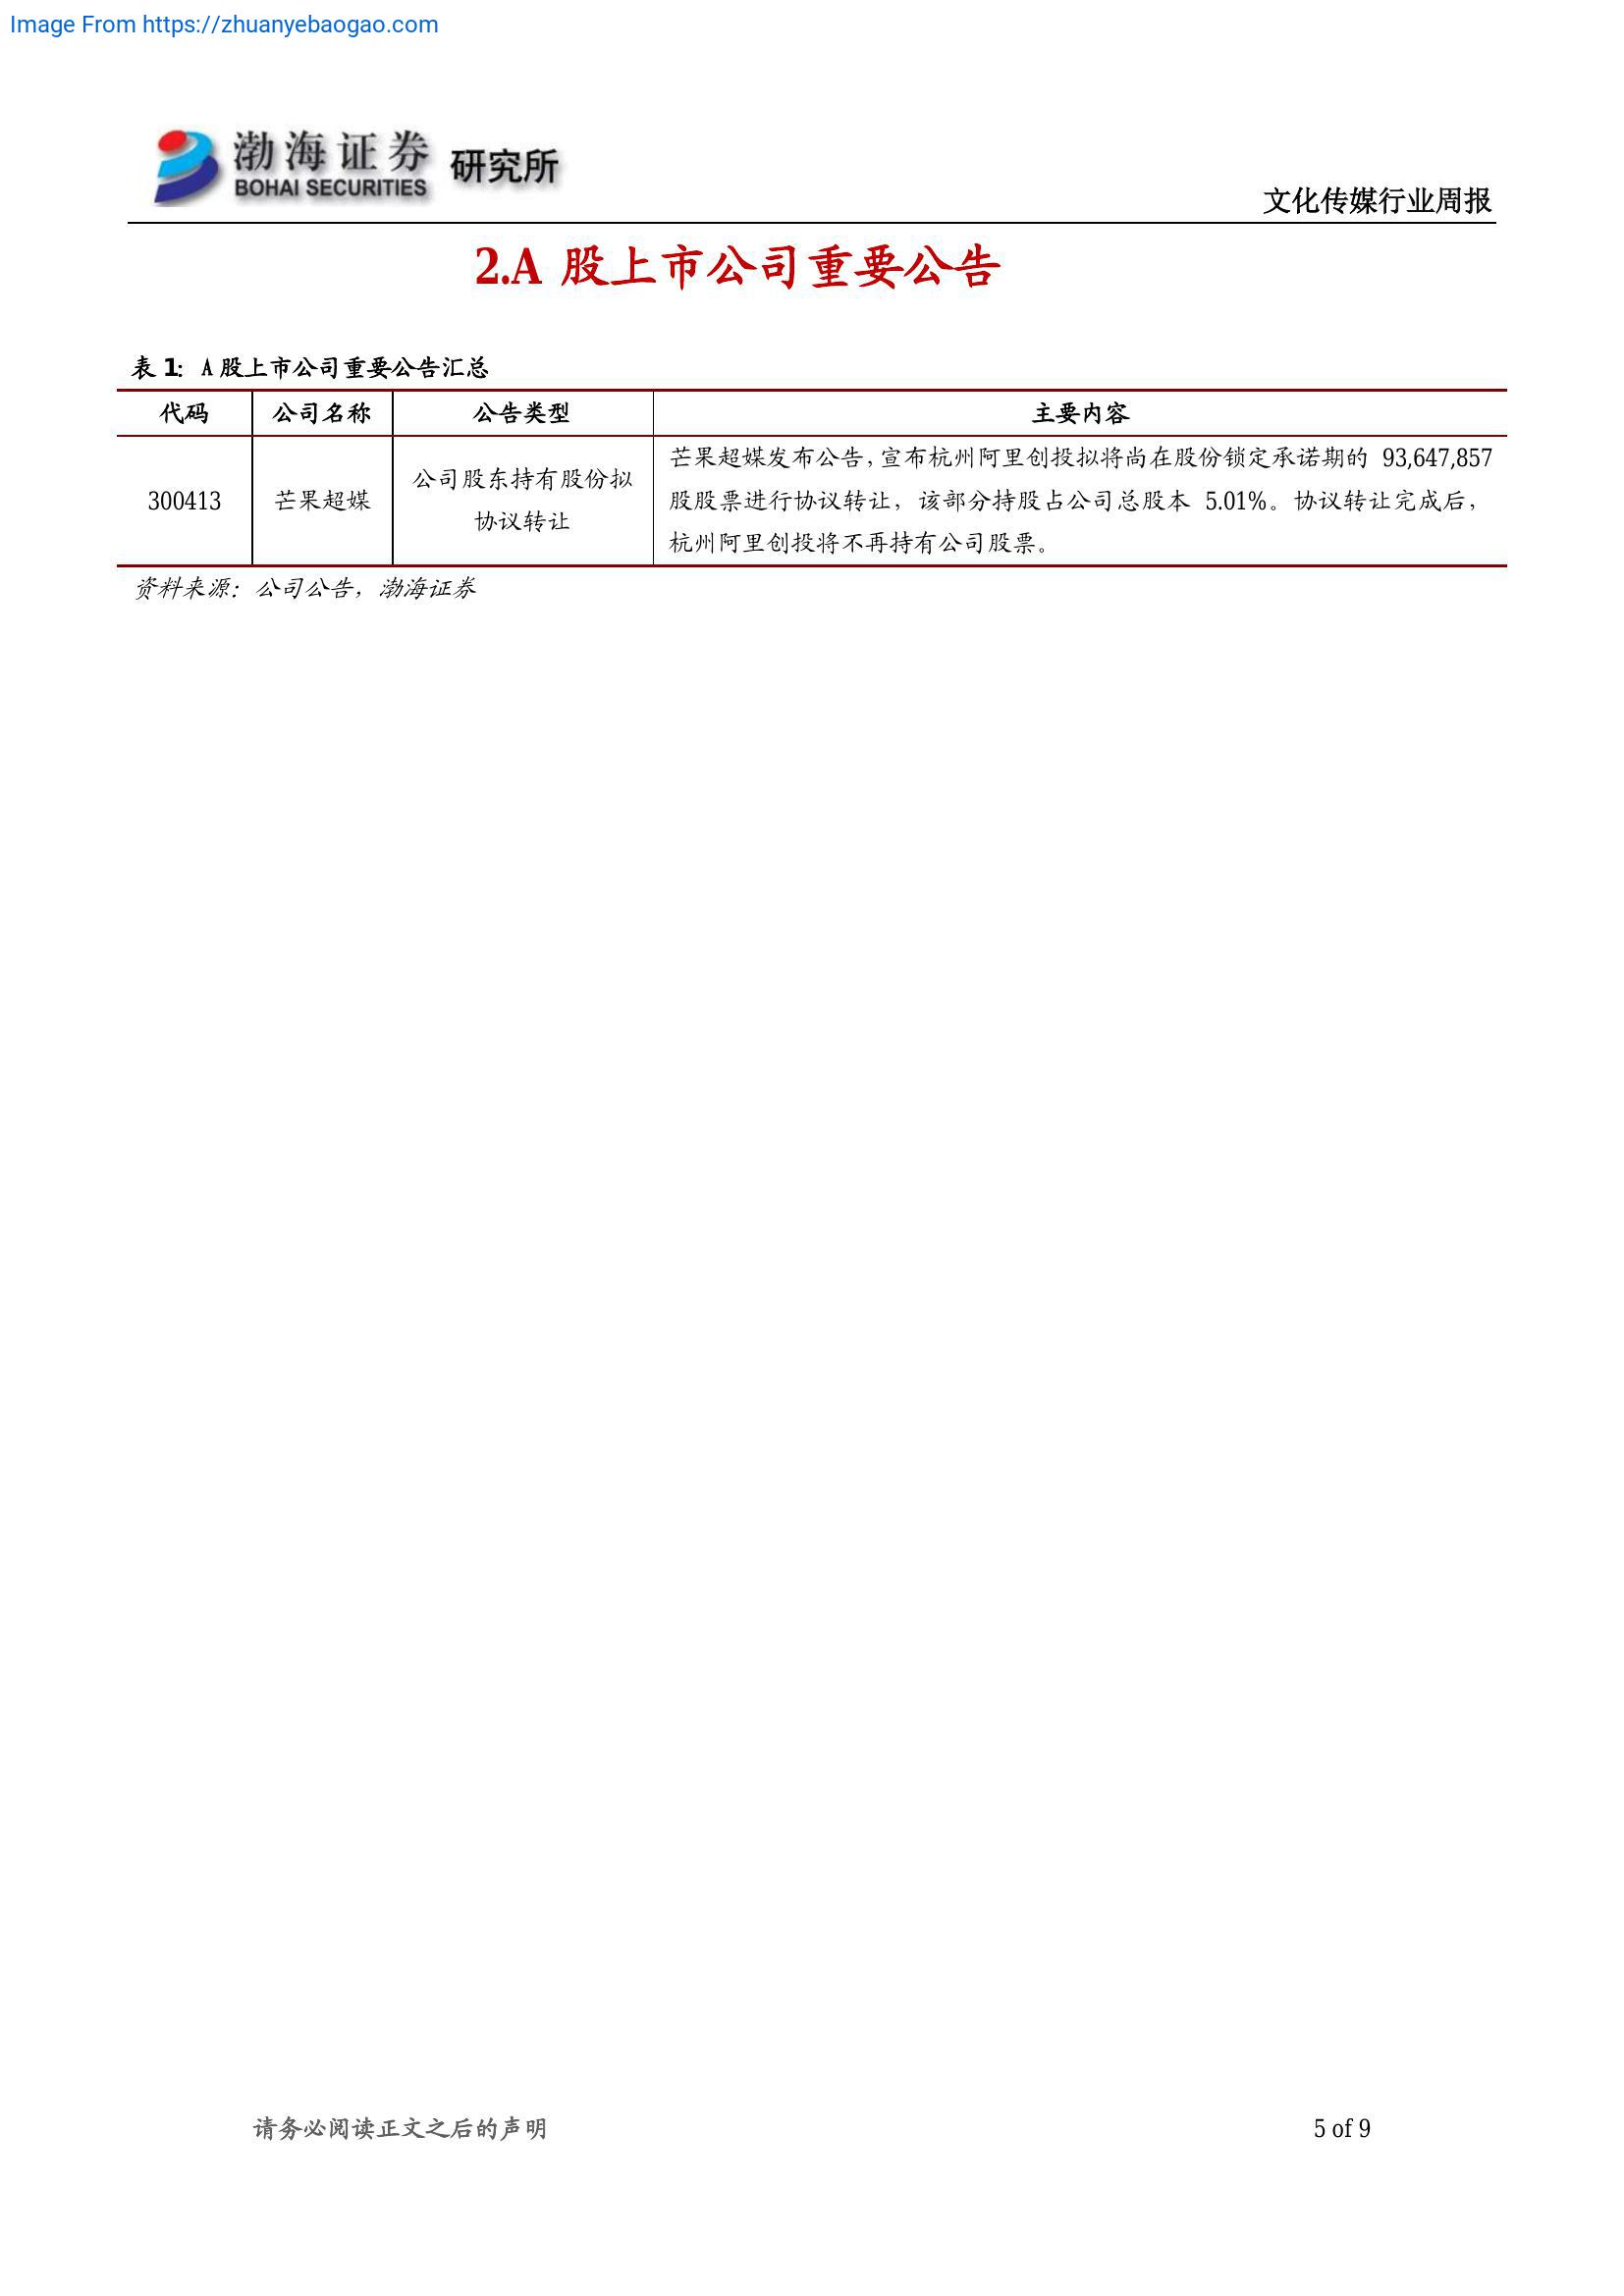 Image From https://zhuanyebaogao.com
渤海证券 研究所
BOHAI SECURITIES
文化传媒行业周报
2.A 股上市公司重要公告
表 1: A 股上市公司重要公告汇总
代码 公司名称 公告类型 主要内容
300413 芒果超媒 公司股东持有股份拟
协议转让
芒果超媒发布公告，宣布杭州阿里创投拟将尚在股份锁定承诺期的 93,647,857
股股票进行协议转让，该部分持股占公司总股本 5.01%。协议转让完成后，
杭州阿里创投将不再持有公司股票。
资料来源：公司公告，渤海证券
请务必阅读正文之后的声明
5 of 9